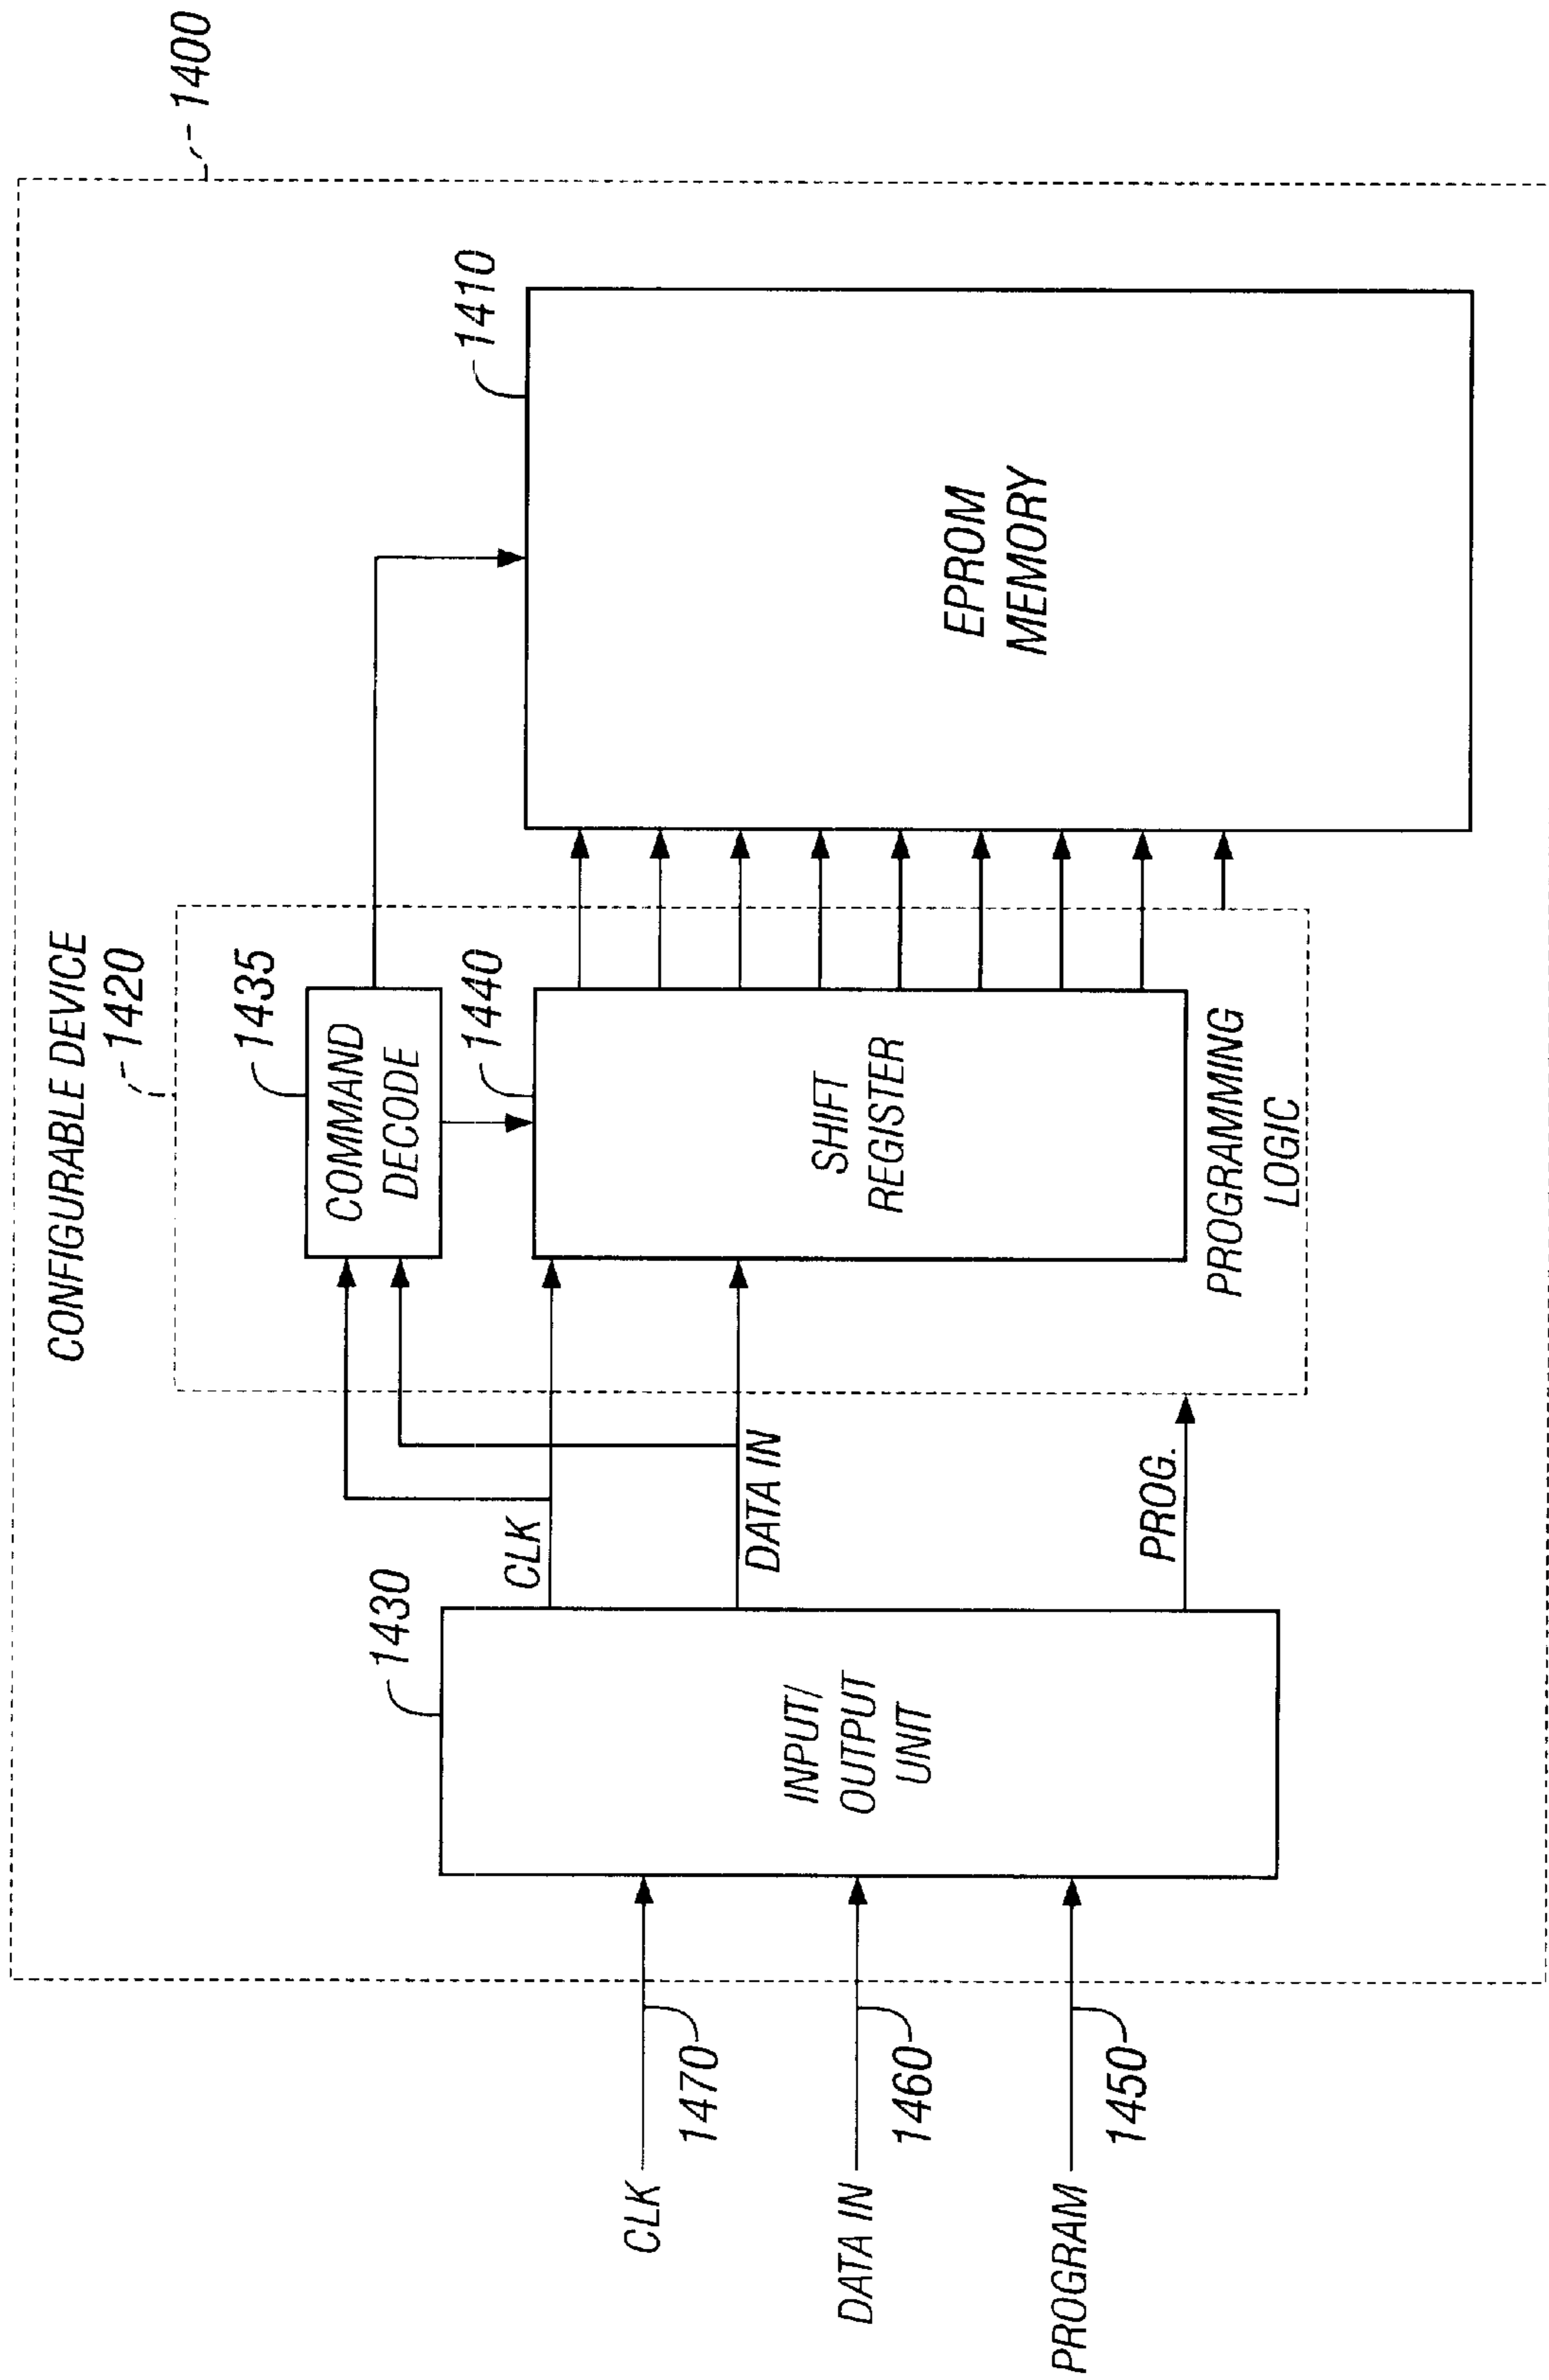 CONFIGURABLE DEVICE
1400
1420
1435
COMMAND
DECODE
1430
CLK
1440
1410
INPUT/
OUTPUT
UNIT
DATA IN
SHIFT
REGISTER
EPROM
MEMORY
PROG.
PROGRAMMING
LOGIC
CLK
1470
DATA IN
1460
PROGRAM
1450